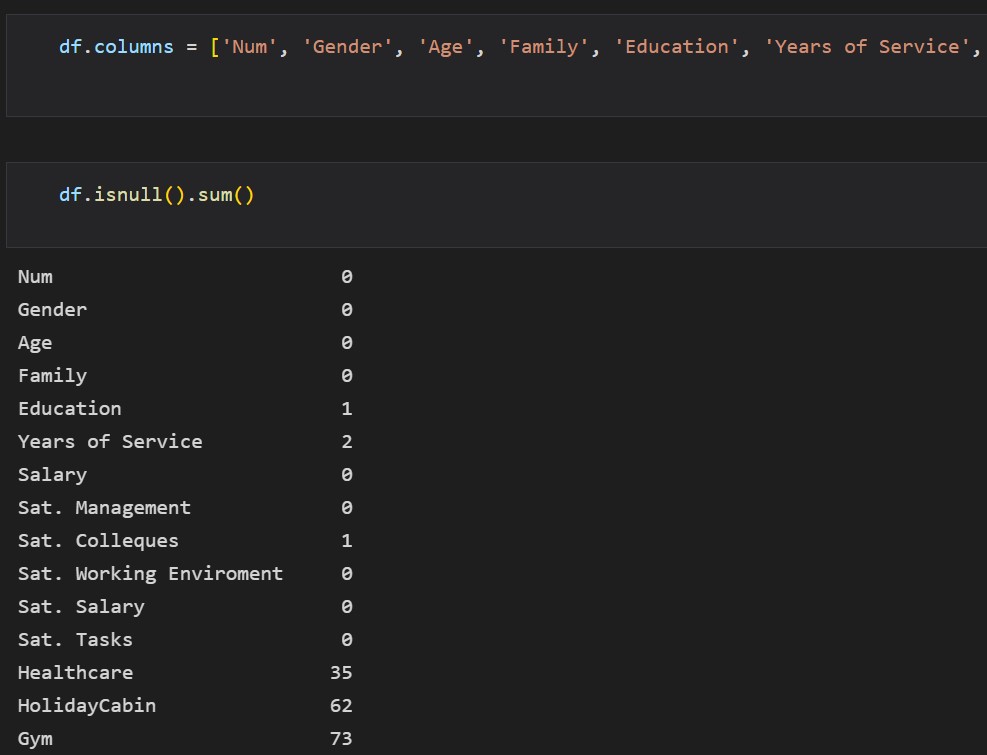 df.columns = ['Num', 'Gender', 'Age', 'Family', 'Education', 'Years of Service',
df.isnull().sum()
Num 0
Gender 0
Age 0
Family 0
Education 1
Years of Service 2
Salary 0
Sat. Management 0
Sat. Colleques 1
Sat. Working Enviroment 0
Sat. Salary 0
Sat. Tasks 0
Healthcare 35
HolidayCabin 62
Gym 73